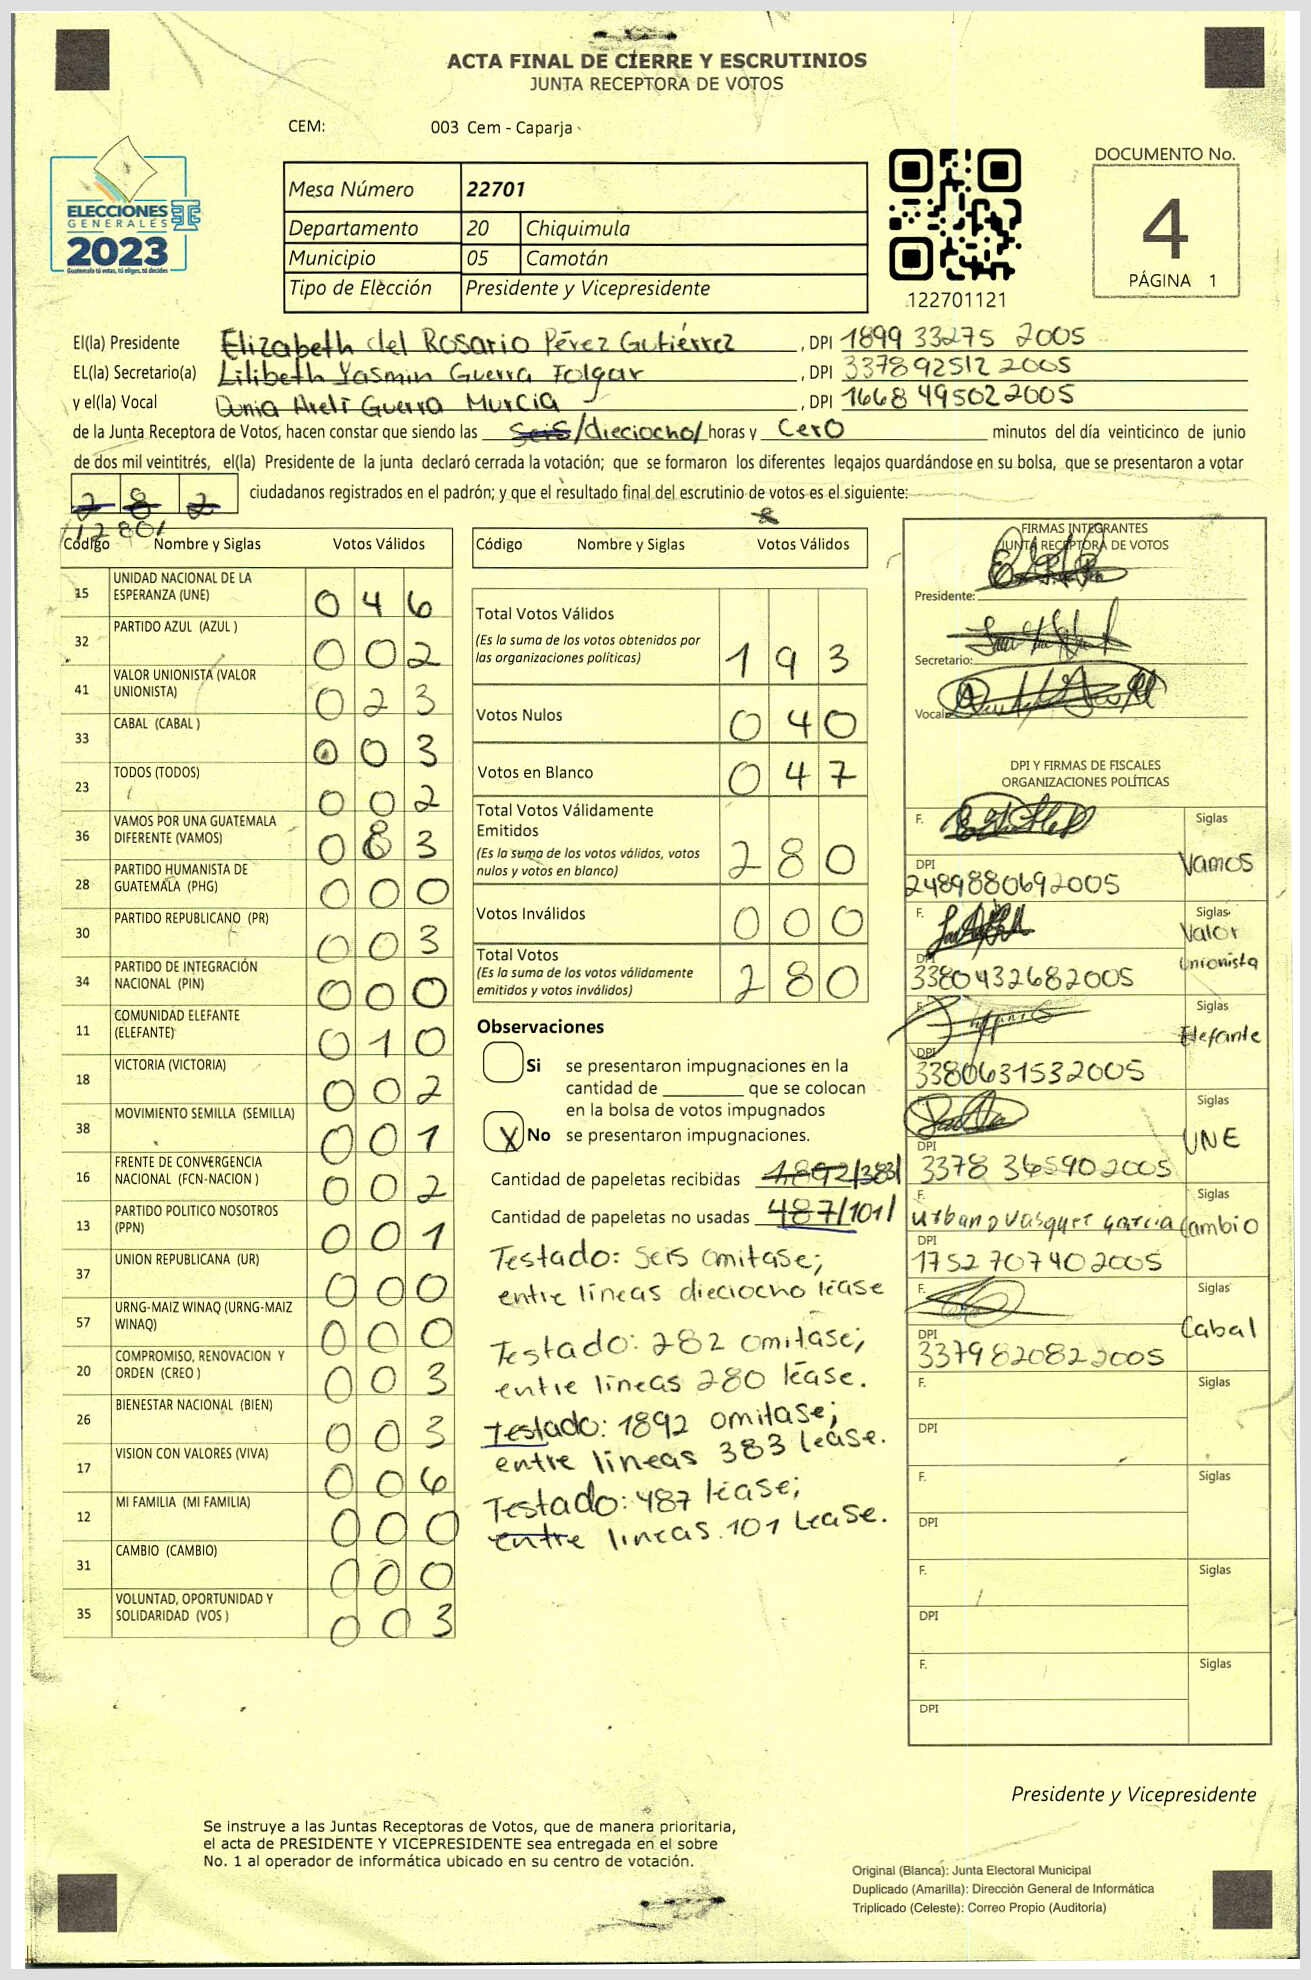 ACTA FINAL DE CIERRE Y ESCRUTINIOS
JUNTA RECEPTORA DE VOTOS
CEM: 003 Cem - Caparja
ELECCIONES
GENERALES
2023
Guatemala tú votas, tú eliges, tú decides
Mesa Número 22701
Departamento 20 Chiquimula
Municipio 05 Camotán
Tipo de Elección Presidente y Vicepresidente
122701121
DOCUMENTO No.
4
PÁGINA 1
El(la) Presidente Elizabeth del Rosario Pérez Gutiérrez, DPI 1899 33275 2005
EL(la) Secretario(a) Lilibeth Yasmin Guerra Folgar, DPI 337892512 2005
y el(la) Vocal Dunia Areli Guerra Murcia, DPI 1668 49502 2005
de la Junta Receptora de Votos, hacen constar que siendo las seis /dieciocho/ horas y cero minutos del día veinticinco de junio
de dos mil veintitrés, el(la) Presidente de la junta declaró cerrada la votación; que se formaron los diferentes legajos guardándose en su bolsa, que se presentaron a votar
2 8 2 ciudadanos registrados en el padrón; y que el resultado final del escrutinio de votos es el siguiente:
/280/
Código Nombre y Siglas Votos Válidos
15 UNIDAD NACIONAL DE LA ESPERANZA (UNE) 0 4 6
32 PARTIDO AZUL (AZUL ) 0 0 2
41 VALOR UNIONISTA (VALOR UNIONISTA) 0 2 3
33 CABAL (CABAL ) 0 0 3
23 TODOS (TODOS) 0 0 2
36 VAMOS POR UNA GUATEMALA DIFERENTE (VAMOS) 0 8 3
28 PARTIDO HUMANISTA DE GUATEMALA (PHG) 0 0 0
30 PARTIDO REPUBLICANO (PR) 0 0 3
34 PARTIDO DE INTEGRACIÓN NACIONAL (PIN) 0 0 0
11 COMUNIDAD ELEFANTE (ELEFANTE) 0 1 0
18 VICTORIA (VICTORIA) 0 0 2
38 MOVIMIENTO SEMILLA (SEMILLA) 0 0 1
16 FRENTE DE CONVERGENCIA NACIONAL (FCN-NACION ) 0 0 2
13 PARTIDO POLITICO NOSOTROS (PPN) 0 0 1
37 UNION REPUBLICANA (UR) 0 0 0
57 URNG-MAIZ WINAQ (URNG-MAIZ WINAQ) 0 0 0
20 COMPROMISO, RENOVACION Y ORDEN (CREO ) 0 0 3
26 BIENESTAR NACIONAL (BIEN) 0 0 3
17 VISION CON VALORES (VIVA) 0 0 6
12 MI FAMILIA (MI FAMILIA) 0 0 0
31 CAMBIO (CAMBIO) 0 0 0
35 VOLUNTAD, OPORTUNIDAD Y SOLIDARIDAD (VOS ) 0 0 3
Código Nombre y Siglas Votos Válidos
Total Votos Válidos 1 9 3
(Es la suma de los votos obtenidos por
las organizaciones políticas)
Votos Nulos 0 4 0
Votos en Blanco 0 4 7
Total Votos Válidamente
Emitidos 2 8 0
(Es la suma de los votos válidos, votos
nulos y votos en blanco)
Votos Inválidos 0 0 0
Total Votos 2 8 0
(Es la suma de los votos válidamente
emitidos y votos inválidos)
Observaciones
Si se presentaron impugnaciones en la
cantidad de ________ que se colocan
en la bolsa de votos impugnados
X No se presentaron impugnaciones.
Cantidad de papeletas recibidas 1892 /383/
Cantidad de papeletas no usadas 487 /101/
Testado: seis omitase;
entre líneas dieciocho léase
Testado: 282 omitase;
entre líneas 280 léase.
Testado: 1892 omitase;
entre líneas 383 lease.
Testado: 487 léase;
entre líneas 101 Lease.
FIRMAS INTEGRANTES
JUNTA RECEPTORA DE VOTOS
Presidente:
Secretario:
Vocal:
DPI Y FIRMAS DE FISCALES
ORGANIZACIONES POLÍTICAS
F. Siglas
Vamos
DPI
2489880692005
F. Siglas
Valor
Unionista
DPI
3380432682005
F. Siglas
Elefante
DPI
3380631532005
F. Siglas
UNE
DPI
3378 365902005
F. Siglas
urbano Vasquez garcia Cambio
DPI
1752 707402005
F. Siglas
Cabal
DPI
3379820822005
F. Siglas
DPI
F. Siglas
DPI
F. Siglas
DPI
F. Siglas
DPI
Presidente y Vicepresidente
Se instruye a las Juntas Receptoras de Votos, que de manera prioritaria,
el acta de PRESIDENTE Y VICEPRESIDENTE sea entregada en el sobre
No. 1 al operador de informática ubicado en su centro de votación.
Original (Blanca): Junta Electoral Municipal
Duplicado (Amarilla): Dirección General de Informática
Triplicado (Celeste): Correo Propio (Auditoria)